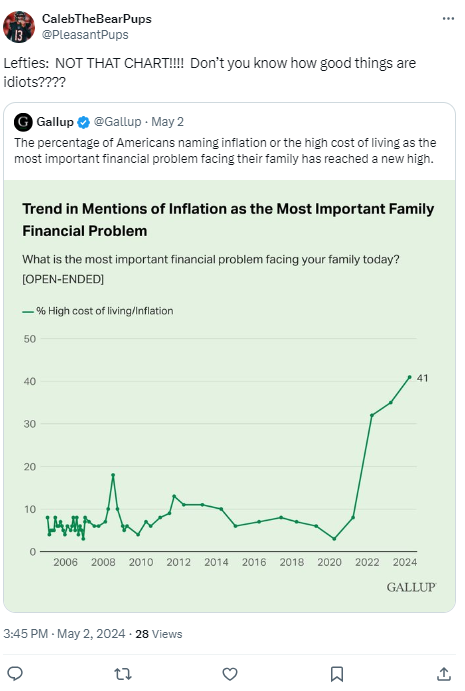 CalebTheBearPups
@PleasantPups
Lefties:  NOT THAT CHART!!!!  Don’t you know how good things are
idiots????
G Gallup @Gallup · May 2
The percentage of Americans naming inflation or the high cost of living as the
most important financial problem facing their family has reached a new high.
Trend in Mentions of Inflation as the Most Important Family
Financial Problem
What is the most important financial problem facing your family today?
[OPEN-ENDED]
% High cost of living/Inflation
50
40
41
30
20
10
0
2006 2008 2010 2012 2014 2016 2018 2020 2022 2024
GALLUP
3:45 PM · May 2, 2024 · 28 Views